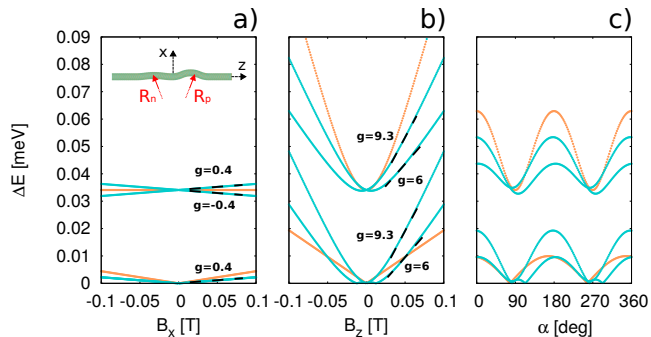 a)
b)
c)
ΔE [meV]
0.09
0.08
0.07
0.06
0.05
0.04
0.03
0.02
0.01
0
x
z
Rn
Rp
g=0.4
g=-0.4
g=0.4
g=9.3
g=6
g=9.3
g=6
-0.1 -0.05 0 0.05 0.1
-0.1 -0.05 0 0.05 0.1
0 90 180 270 360
Bx [T]
Bz [T]
α [deg]